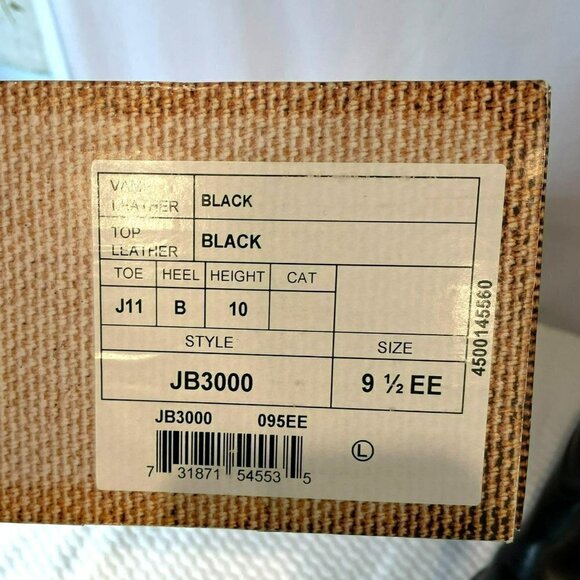 VAMP LEATHER BLACK
TOP LEATHER BLACK
TOE HEEL HEIGHT CAT
J11 B 10
STYLE SIZE
JB3000 9 ½ EE
JB3000 095EE
L
7 31871 54553 5
4500145560